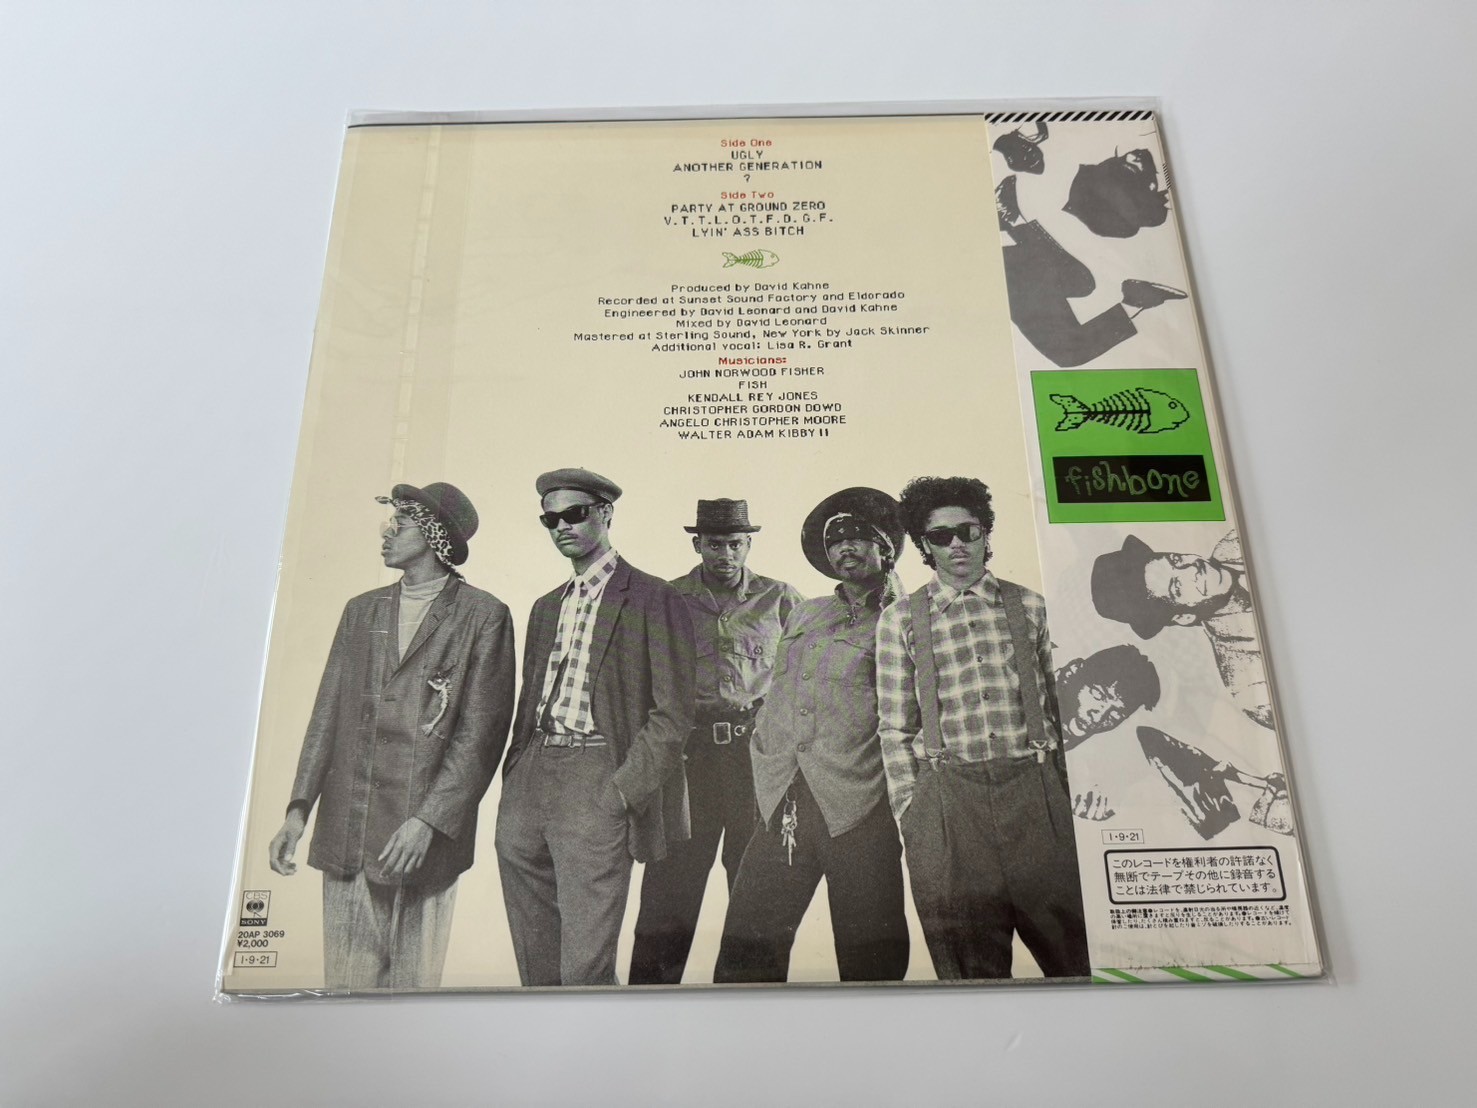 Side One
UGLY
ANOTHER GENERATION
?
Side Two
PARTY AT GROUND ZERO
V.T.T.L.O.T.F.D.G.F.
LYIN' ASS BITCH
Produced by David Kahne
Recorded at Sunset Sound Factory and Eldorado
Engineered by David Leonard and David Kahne
Mixed by David Leonard
Mastered at Sterling Sound, New York by Jack Skinner
Additional vocal: Lisa R. Grant
Musicians:
JOHN NORWOOD FISHER
FISH
KENDALL REY JONES
CHRISTOPHER GORDON DOWD
ANGELO CHRISTOPHER MOORE
WALTER ADAM KIBBY II
CBS
SONY
20AP 3069
¥2,000
I・9・21
fishbone
I・9・21
このレコードを権利者の許諾なく
無断でテープその他に録音する
ことは法律で禁じられています。